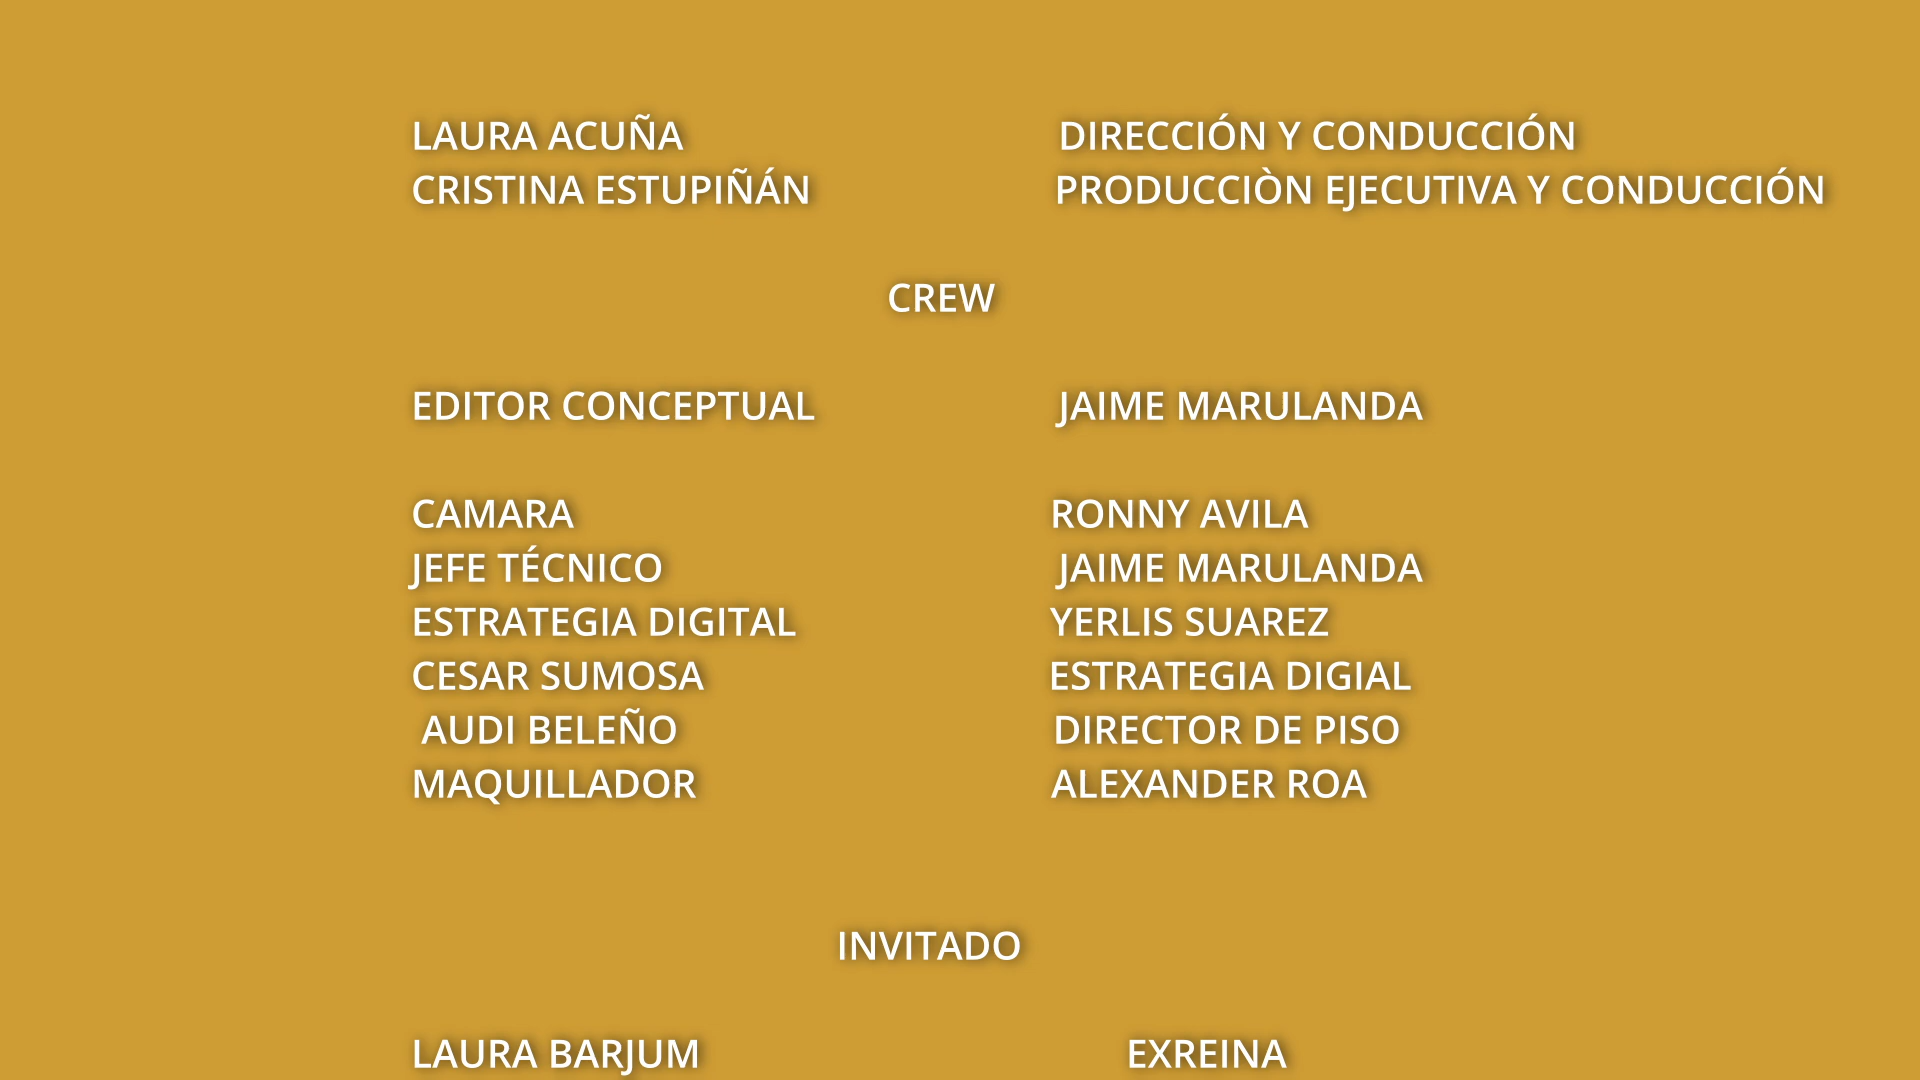 LAURA ACUÑA DIRECCIÓN Y CONDUCCIÓN
CRISTINA ESTUPIÑÁN PRODUCCIÒN EJECUTIVA Y CONDUCCIÓN
CREW
EDITOR CONCEPTUAL JAIME MARULANDA
CAMARA RONNY AVILA
JEFE TÉCNICO JAIME MARULANDA
ESTRATEGIA DIGITAL YERLIS SUAREZ
CESAR SUMOSA ESTRATEGIA DIGIAL
AUDI BELEÑO DIRECTOR DE PISO
MAQUILLADOR ALEXANDER ROA
INVITADO
LAURA BARJUM EXREINA